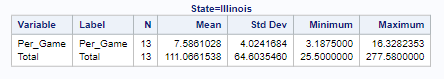 State=Illinois
Variable Label N Mean Std Dev Minimum Maximum
Per_Game Per_Game 13 7.5861028 4.0241684 3.1875000 16.3282353
Total Total 13 111.0661538 64.6035460 25.5000000 277.5800000